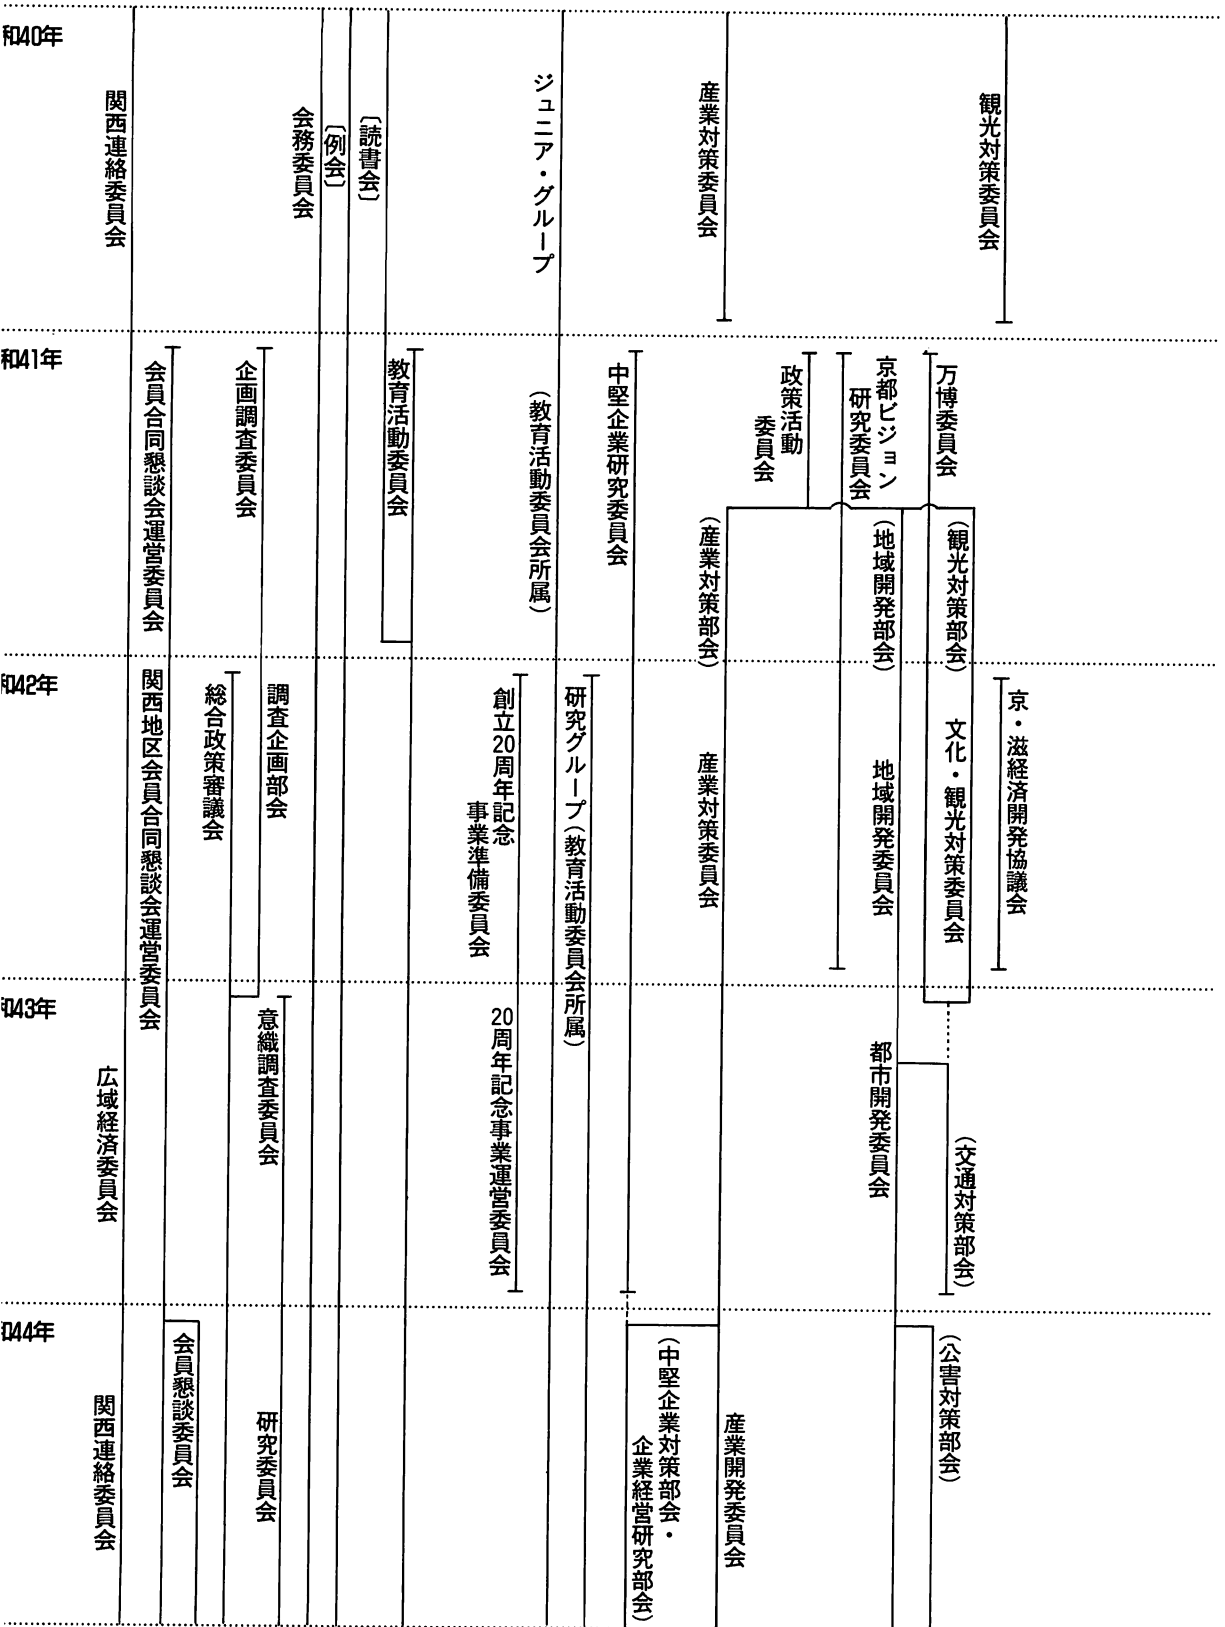 和40年
関西連絡委員会
会務委員会
〔例会〕
〔読書会〕
ジュニア・グループ
産業対策委員会
観光対策委員会
和41年
会員合同懇談会運営委員会
企画調査委員会
教育活動委員会
（教育活動委員会所属）
中堅企業研究委員会
政策活動
委員会
（産業対策部会）
京都ビジョン
研究委員会
（地域開発部会）
万博委員会
（観光対策部会）
和42年
関西地区会員合同懇談会運営委員会
総合政策審議会
調査企画部会
創立20周年記念
事業準備委員会
研究グループ（教育活動委員会所属）
産業対策委員会
地域開発委員会
文化・観光対策委員会
京・滋経済開発協議会
和43年
広域経済委員会
意織調査委員会
20周年記念事業運営委員会
都市開発委員会
（交通対策部会）
和44年
関西連絡委員会
会員懇談委員会
研究委員会
（中堅企業対策部会・
企業経営研究部会）
産業開発委員会
（公害対策部会）